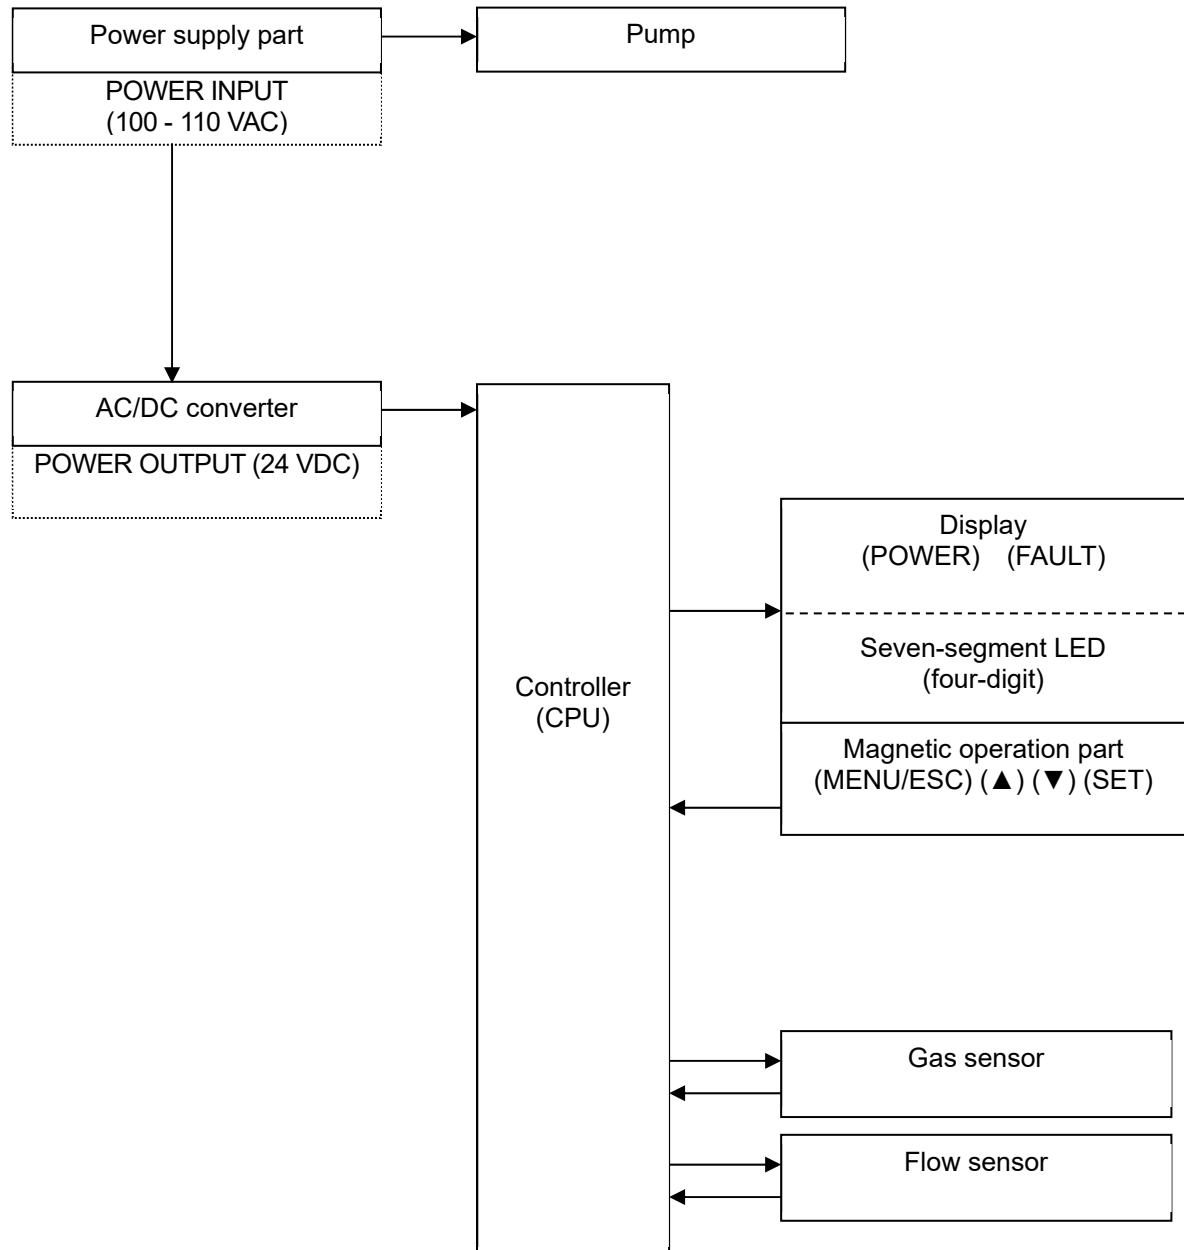 Power supply part
Pump
POWER INPUT
(100 - 110 VAC)
AC/DC converter
POWER OUTPUT (24 VDC)
Display
(POWER) (FAULT)
Seven-segment LED
(four-digit)
Controller
(CPU)
Magnetic operation part
(MENU/ESC) (▲) (▼) (SET)
Gas sensor
Flow sensor